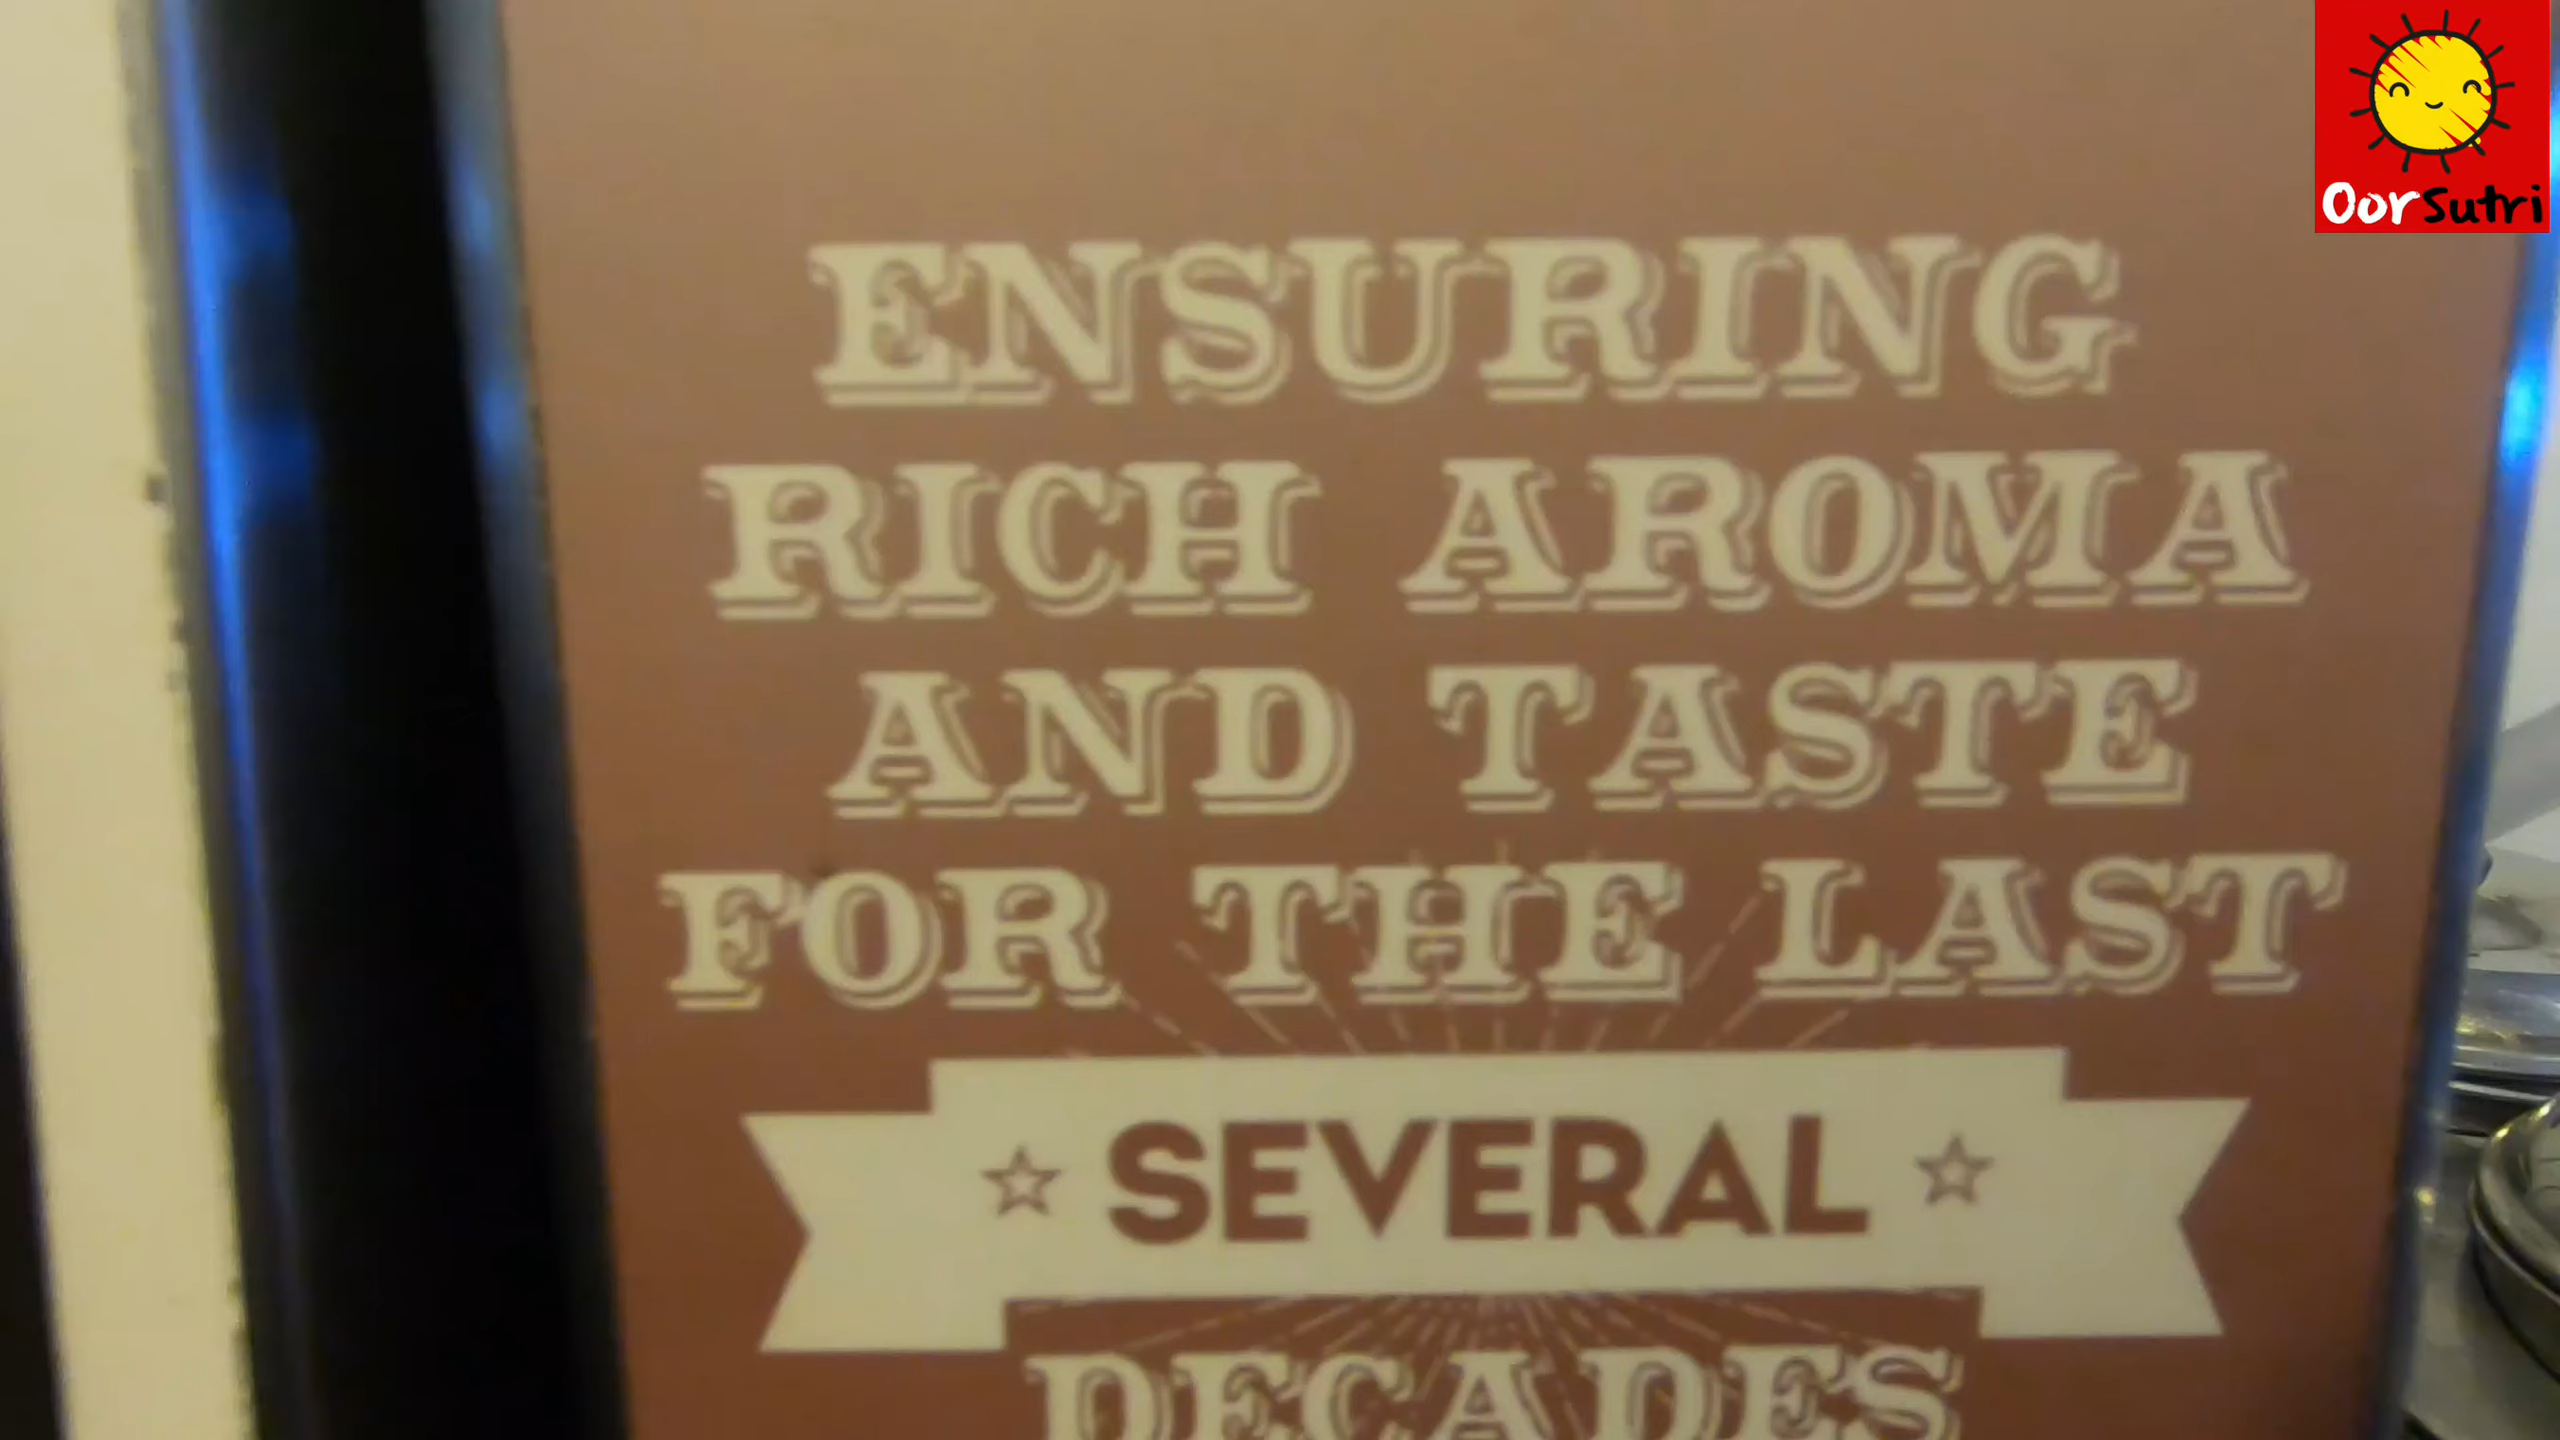 OorSutri
ENSURING
RICH AROMA
AND TASTE
FOR THE LAST
SEVERAL
DECADES